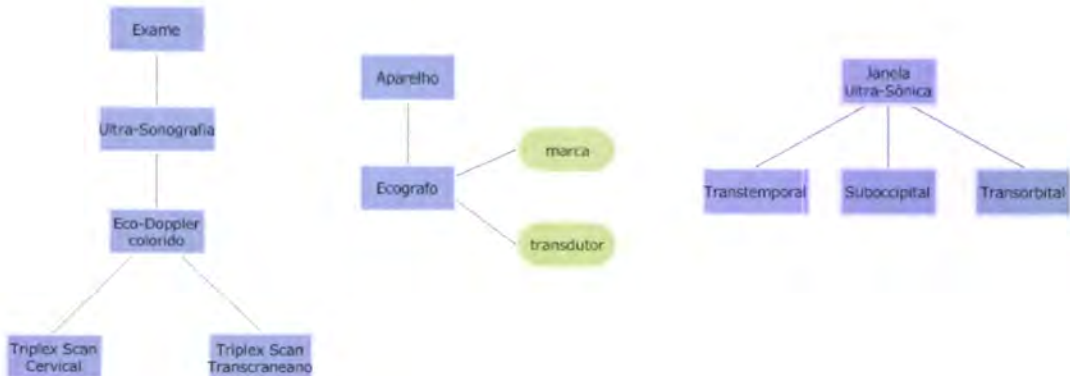 Exame
Ultra-Sonografia
Eco-Doppler
colorido
Triplex Scan
Cervical
Triplex Scan
Transcraneano
Aparelho
Ecografo
marca
transdutor
Janela
Ultra-Sônica
Transtemporal
Suboccipital
Transorbital